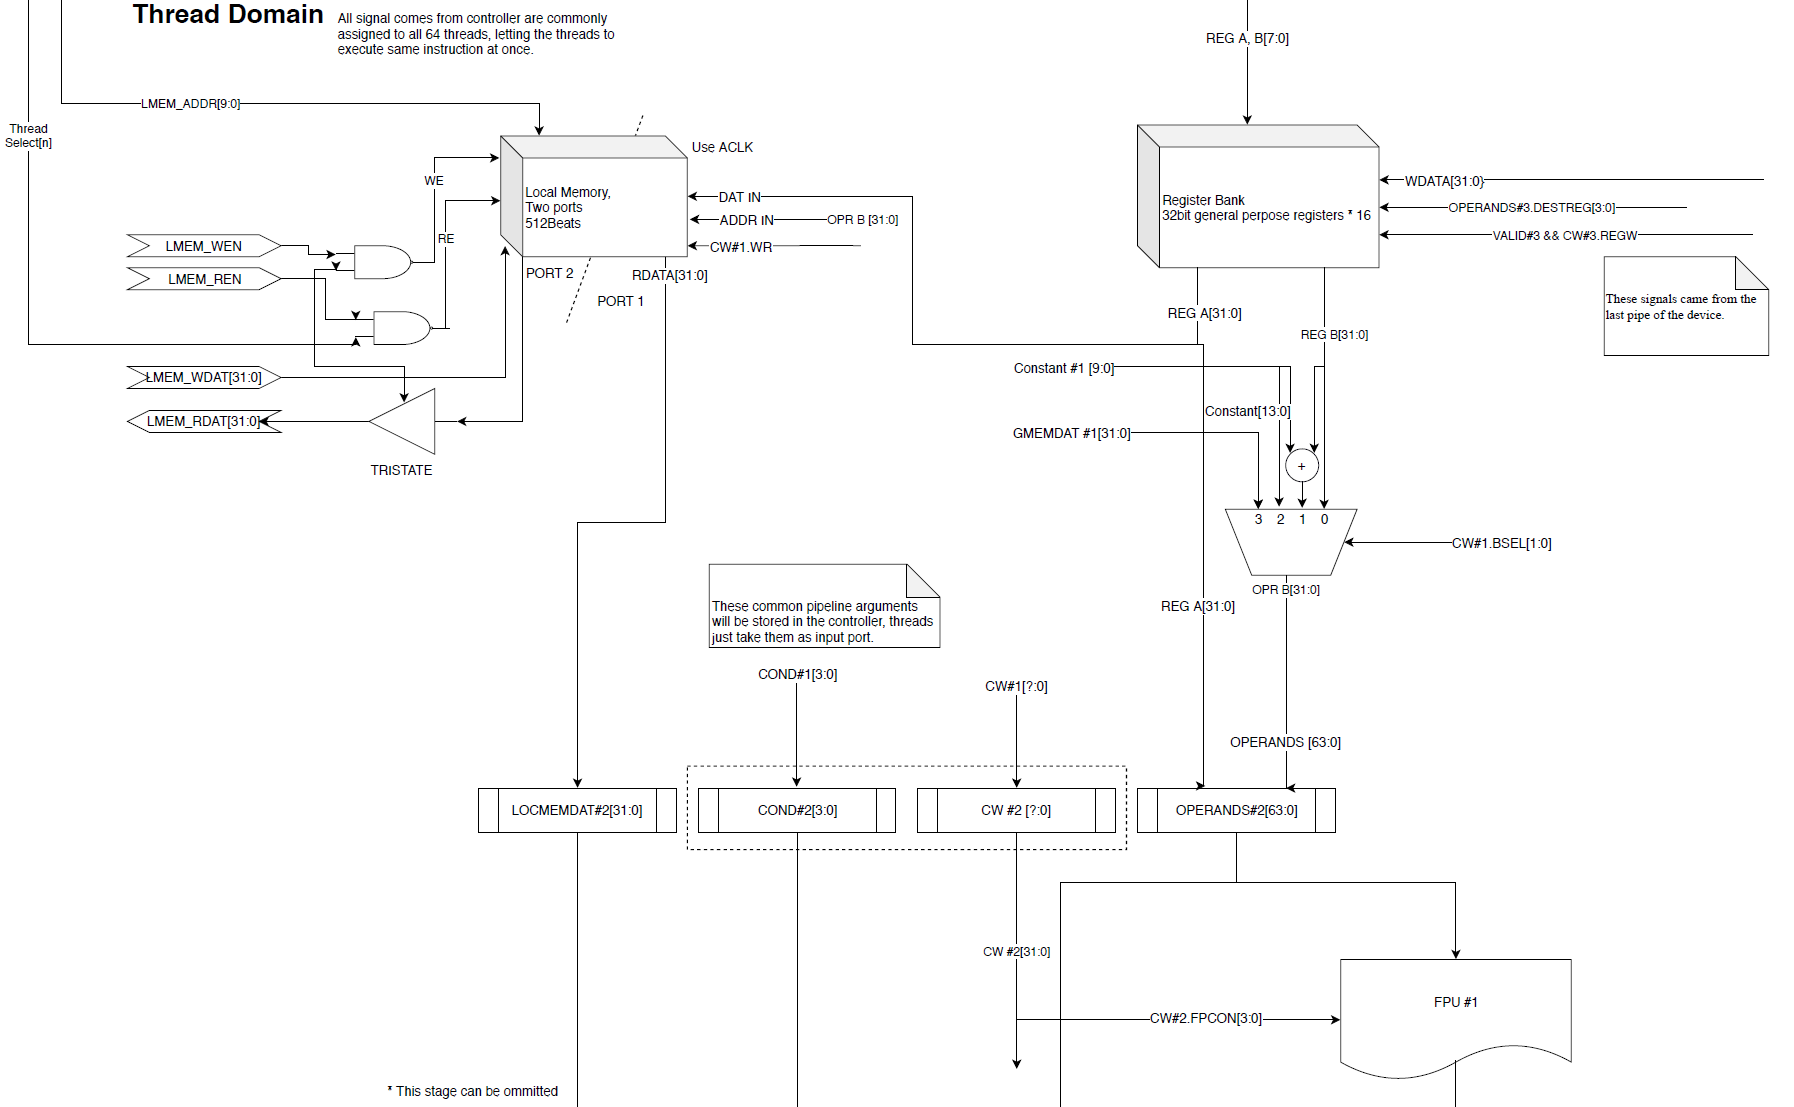 Thread Domain
All signal comes from controller are commonly
assigned to all 64 threads, letting the threads to
execute same instruction at once.
REG A, B[7:0]
LMEM_ADDR[9:0]
Thread
Select[n]
Use ACLK
WE
Local Memory,
Two ports
512Beats
DAT IN
ADDR IN
OPR B [31:0]
CW#1.WR
RE
LMEM_WEN
LMEM_REN
PORT 2
RDATA[31:0]
PORT 1
Register Bank
32bit general perpose registers * 16
WDATA[31:0}
OPERANDS#3.DESTREG[3:0]
VALID#3 && CW#3.REGW
These signals came from the
last pipe of the device.
REG A[31:0]
REG B[31:0]
LMEM_WDAT[31:0]
LMEM_RDAT[31:0]
TRISTATE
Constant #1 [9:0]
Constant[13:0]
GMEMDAT #1[31:0]
+
3 2 1 0
CW#1.BSEL[1:0]
OPR B[31:0]
REG A[31:0]
These common pipeline arguments
will be stored in the controller, threads
just take them as input port.
COND#1[3:0]
CW#1[?:0]
OPERANDS [63:0]
LOCMEMDAT#2[31:0]
COND#2[3:0]
CW #2 [?:0]
OPERANDS#2[63:0]
CW #2[31:0]
FPU #1
CW#2.FPCON[3:0]
* This stage can be ommitted